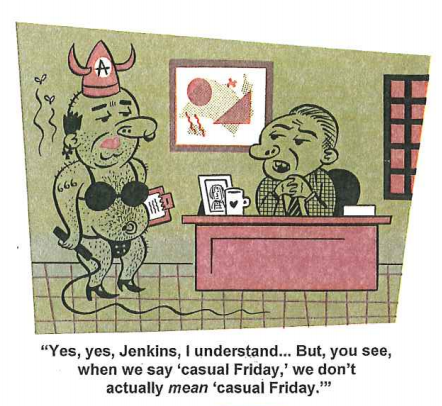 A
666
“Yes, yes, Jenkins, I understand... But, you see,
when we say ‘casual Friday,’ we don’t
actually mean ‘casual Friday.’”